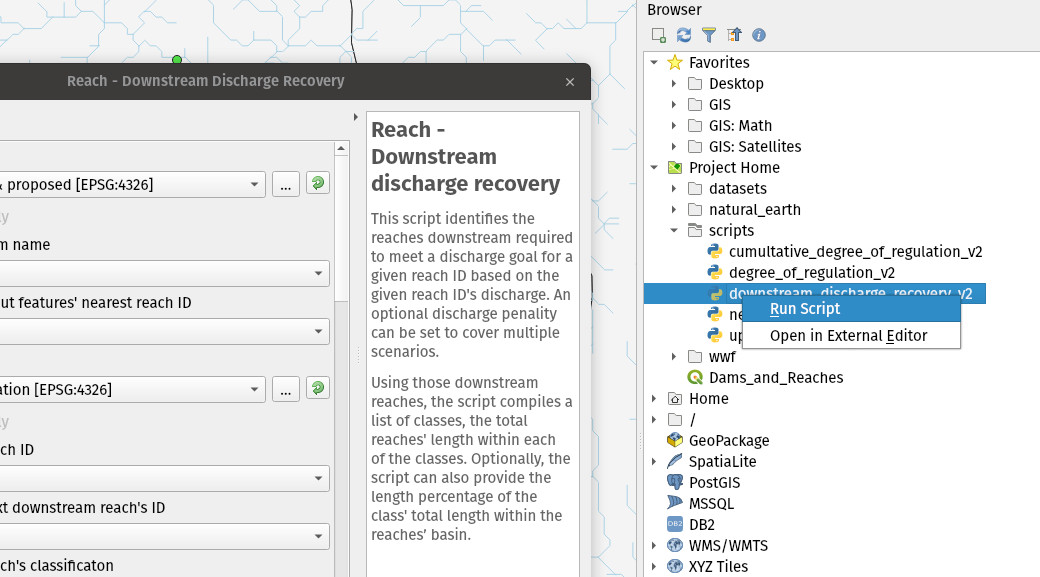 Reach - Downstream Discharge Recovery
& proposed [EPSG:4326]
...
m name
ut features' nearest reach ID
ation [EPSG:4326]
...
ch ID
xt downstream reach's ID
ch's classificaton
Reach -
Downstream
discharge recovery
This script identifies the
reaches downstream required
to meet a discharge goal for a
given reach ID based on the
given reach ID's discharge. An
optional discharge penality
can be set to cover multiple
scenarios.
Using those downstream
reaches, the script compiles a
list of classes, the total
reaches' length within each
of the classes. Optionally, the
script can also provide the
length percentage of the
class' total length within the
reaches' basin.
Browser
Favorites
Desktop
GIS
GIS: Math
GIS: Satellites
Project Home
datasets
natural_earth
scripts
cumultative_degree_of_regulation_v2
degree_of_regulation_v2
downstream_discharge_recovery_v2
ne
Run Script
up
Open in External Editor
wwf
Dams_and_Reaches
Home
/
GeoPackage
SpatiaLite
PostGIS
MSSQL
DB2
DB2
WMS/WMTS
XYZ Tiles